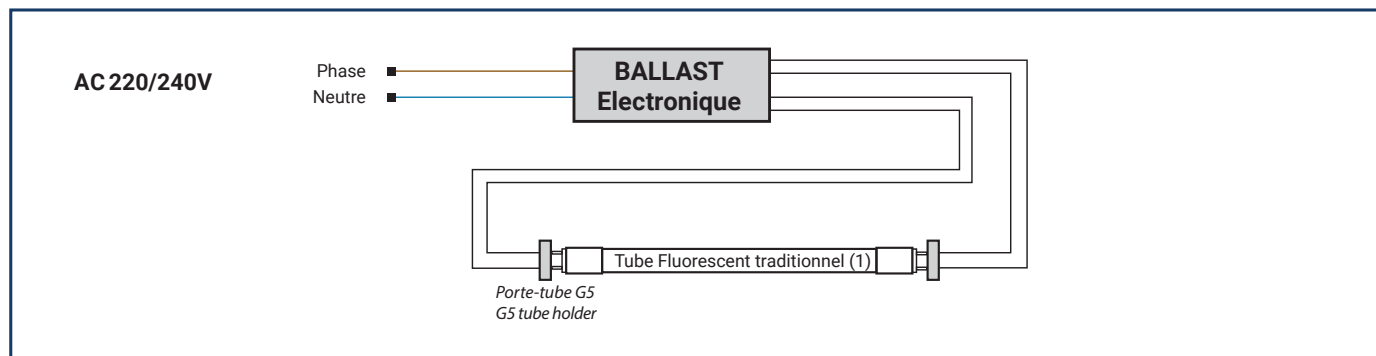 AC 220/240V
Phase
Neutre
BALLAST
Electronique
Tube Fluorescent traditionnel (1)
Porte-tube G5
G5 tube holder